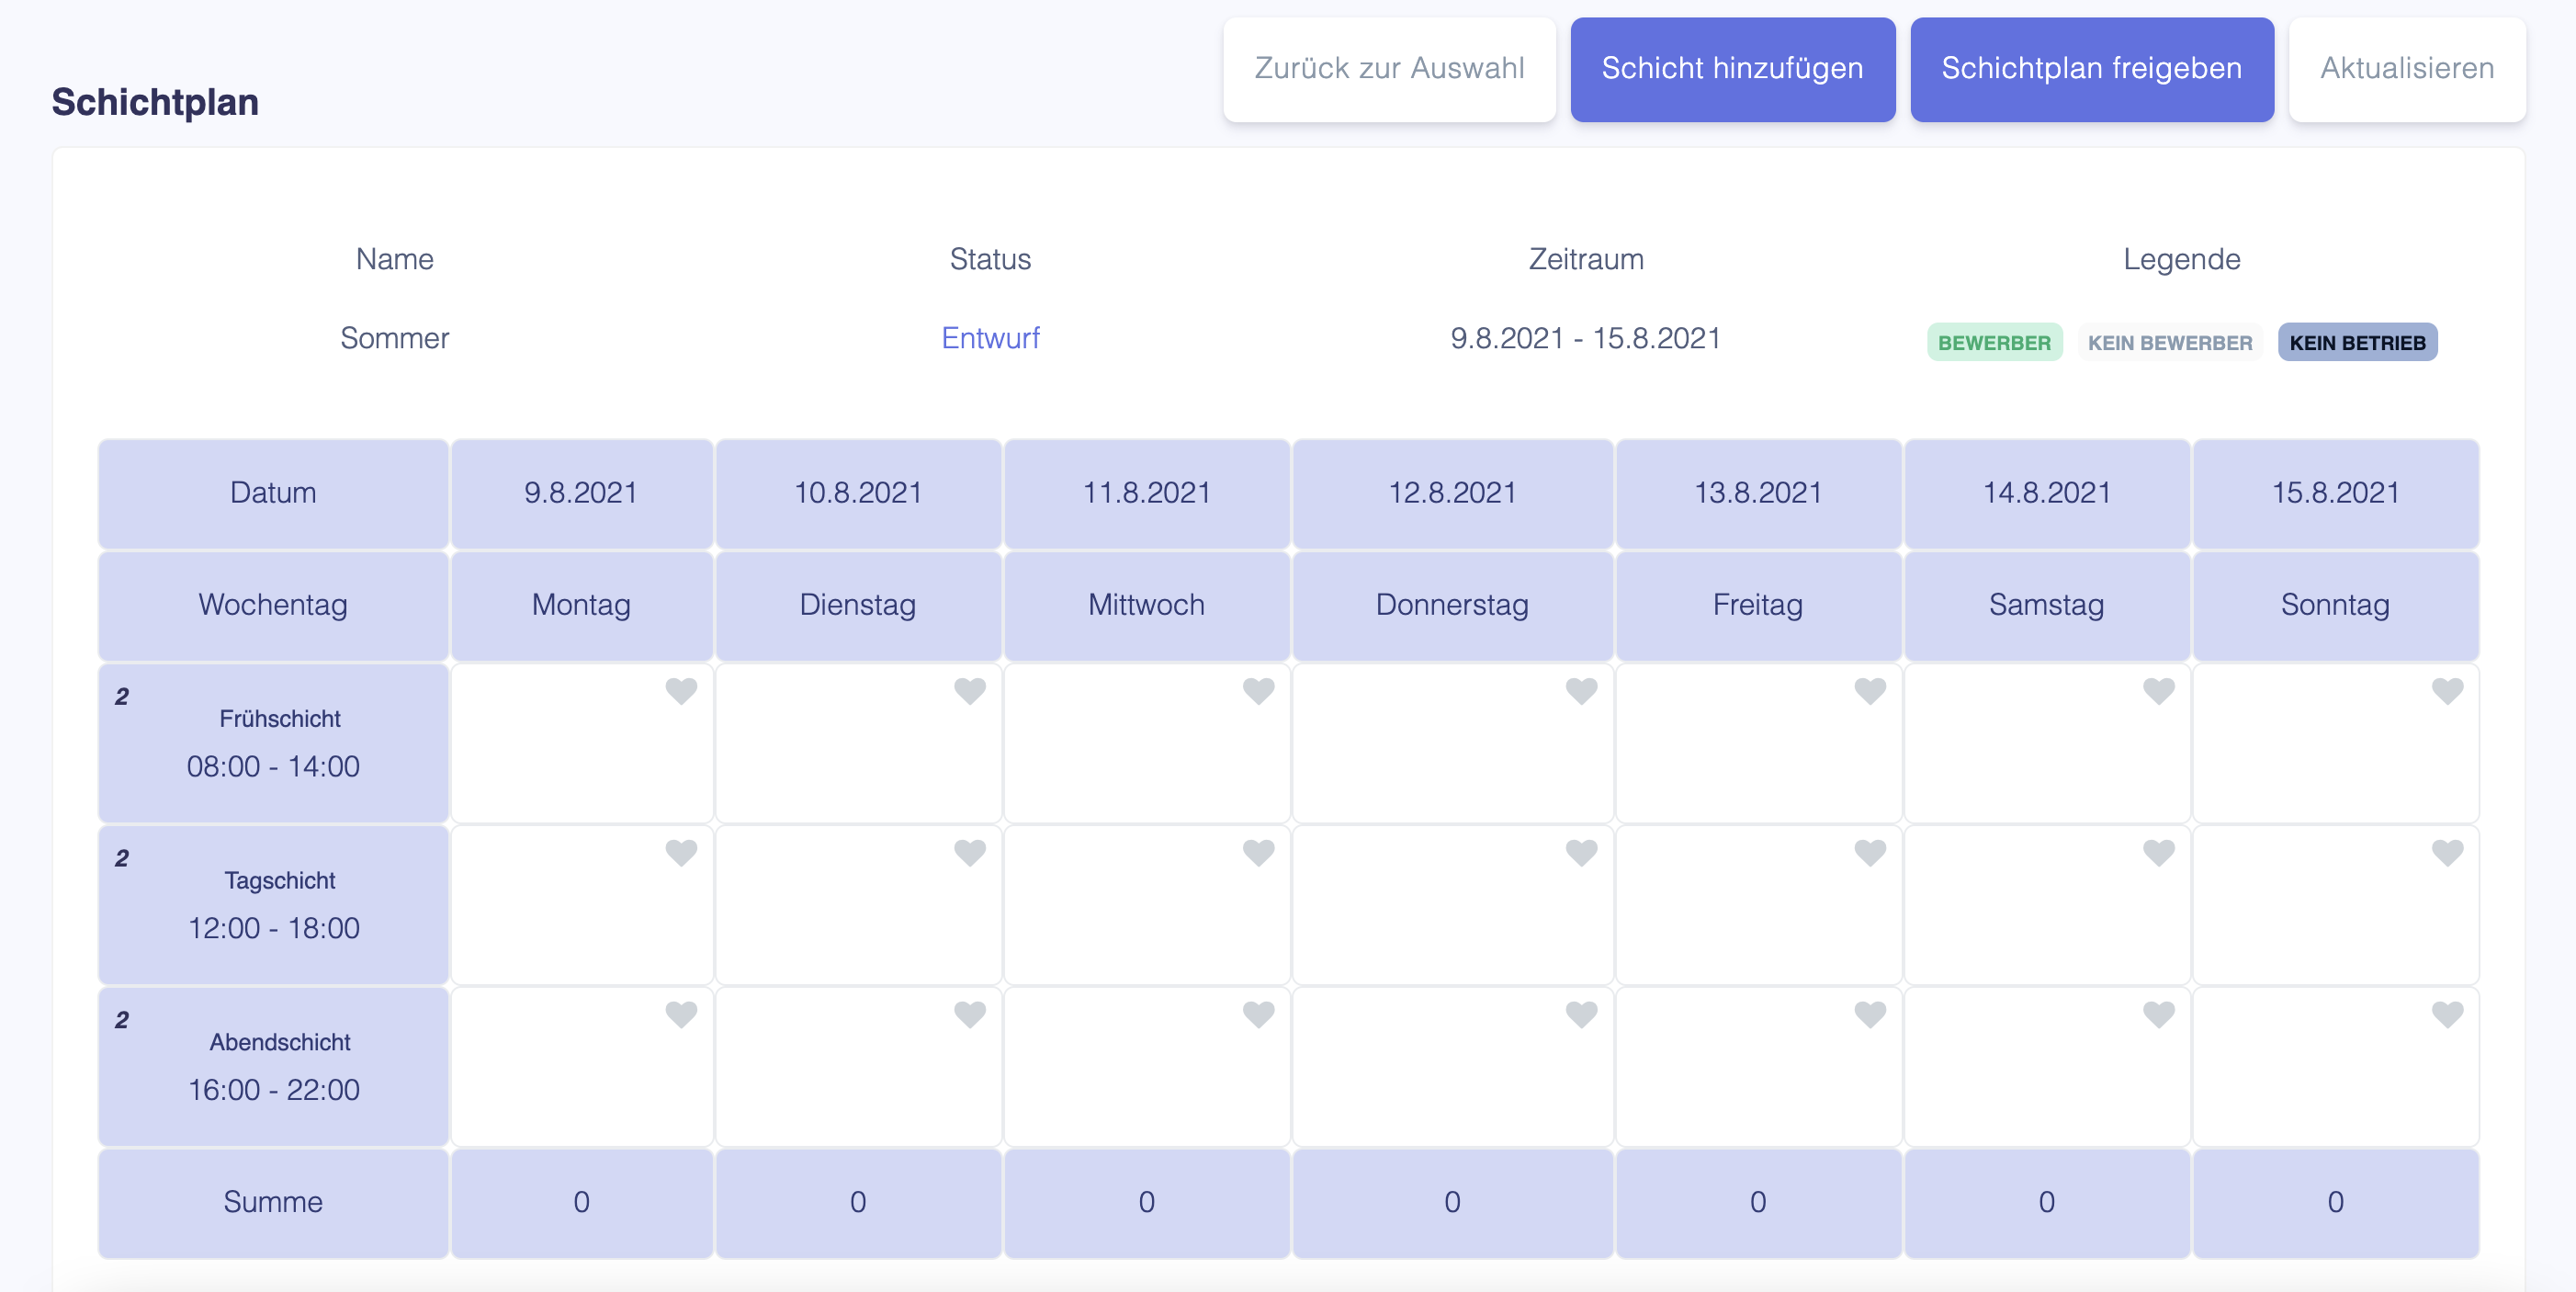 Zurück zur Auswahl Schicht hinzufügen Schichtplan freigeben Aktualisieren
Schichtplan
Name Status Zeitraum Legende
Sommer Entwurf 9.8.2021 - 15.8.2021 BEWERBER KEIN BEWERBER KEIN BETRIEB
Datum 9.8.2021 10.8.2021 11.8.2021 12.8.2021 13.8.2021 14.8.2021 15.8.2021
Wochentag Montag Dienstag Mittwoch Donnerstag Freitag Samstag Sonntag
2
Frühschicht
08:00 - 14:00
2
Tagschicht
12:00 - 18:00
2
Abendschicht
16:00 - 22:00
Summe 0 0 0 0 0 0 0